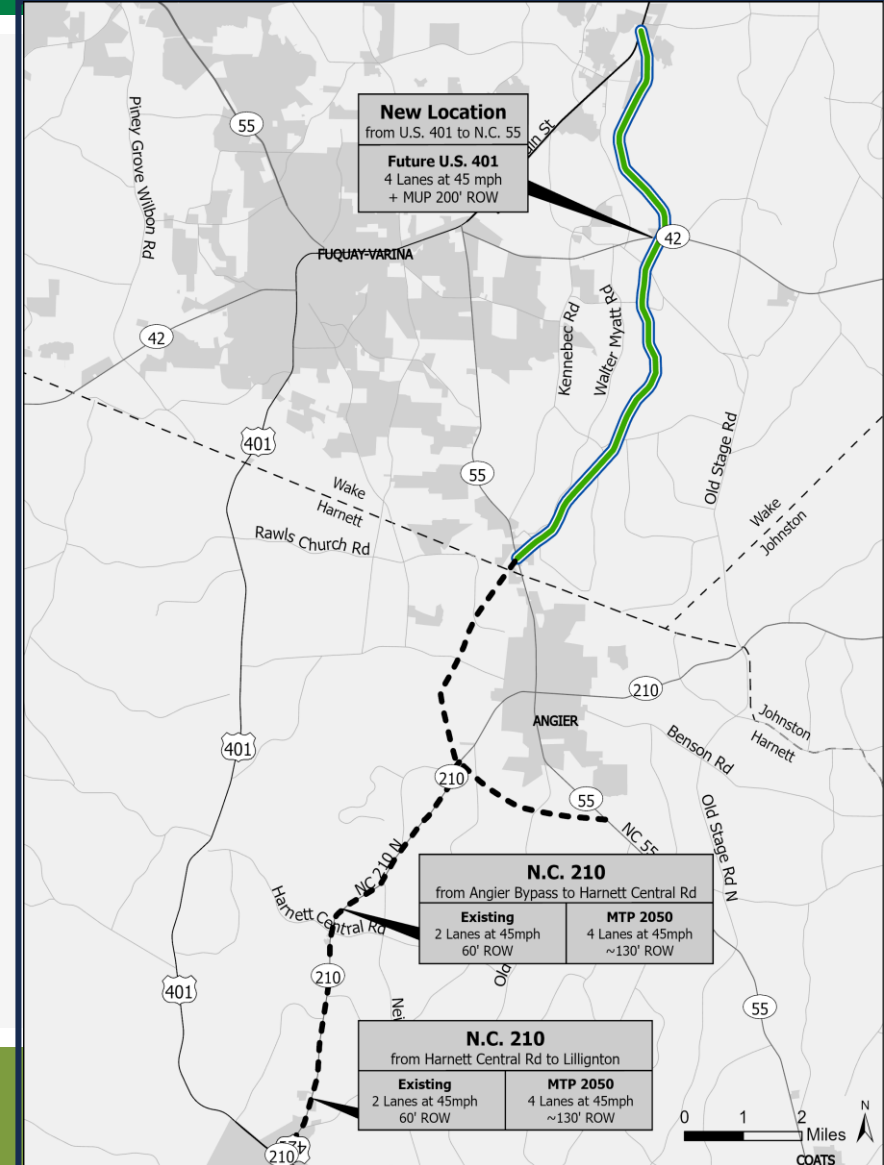 New Location
from U.S. 401 to N.C. 55
Future U.S. 401
4 Lanes at 45 mph
+ MUP 200' ROW
55
Piney Grove Wilbon Rd
FUQUAY-VARINA
42
42
Kennebec Rd
Walter Myatt Rd
401
Old Stage Rd
55
Wake
Harnett
Wake
Johnston
Rawls Church Rd
210
ANGIER
Johnston
Harnett
401
210
Benson Rd
55
NC 55
Old Stage Rd N
NC 210 N
Harnett Central Rd
N.C. 210
from Angier Bypass to Harnett Central Rd
Existing
2 Lanes at 45mph
60' ROW
MTP 2050
4 Lanes at 45mph
~130' ROW
210
401
55
N.C. 210
from Harnett Central Rd to Lillignton
Existing
2 Lanes at 45mph
60' ROW
MTP 2050
4 Lanes at 45mph
~130' ROW
210
0 1 2
Miles
N
COATS